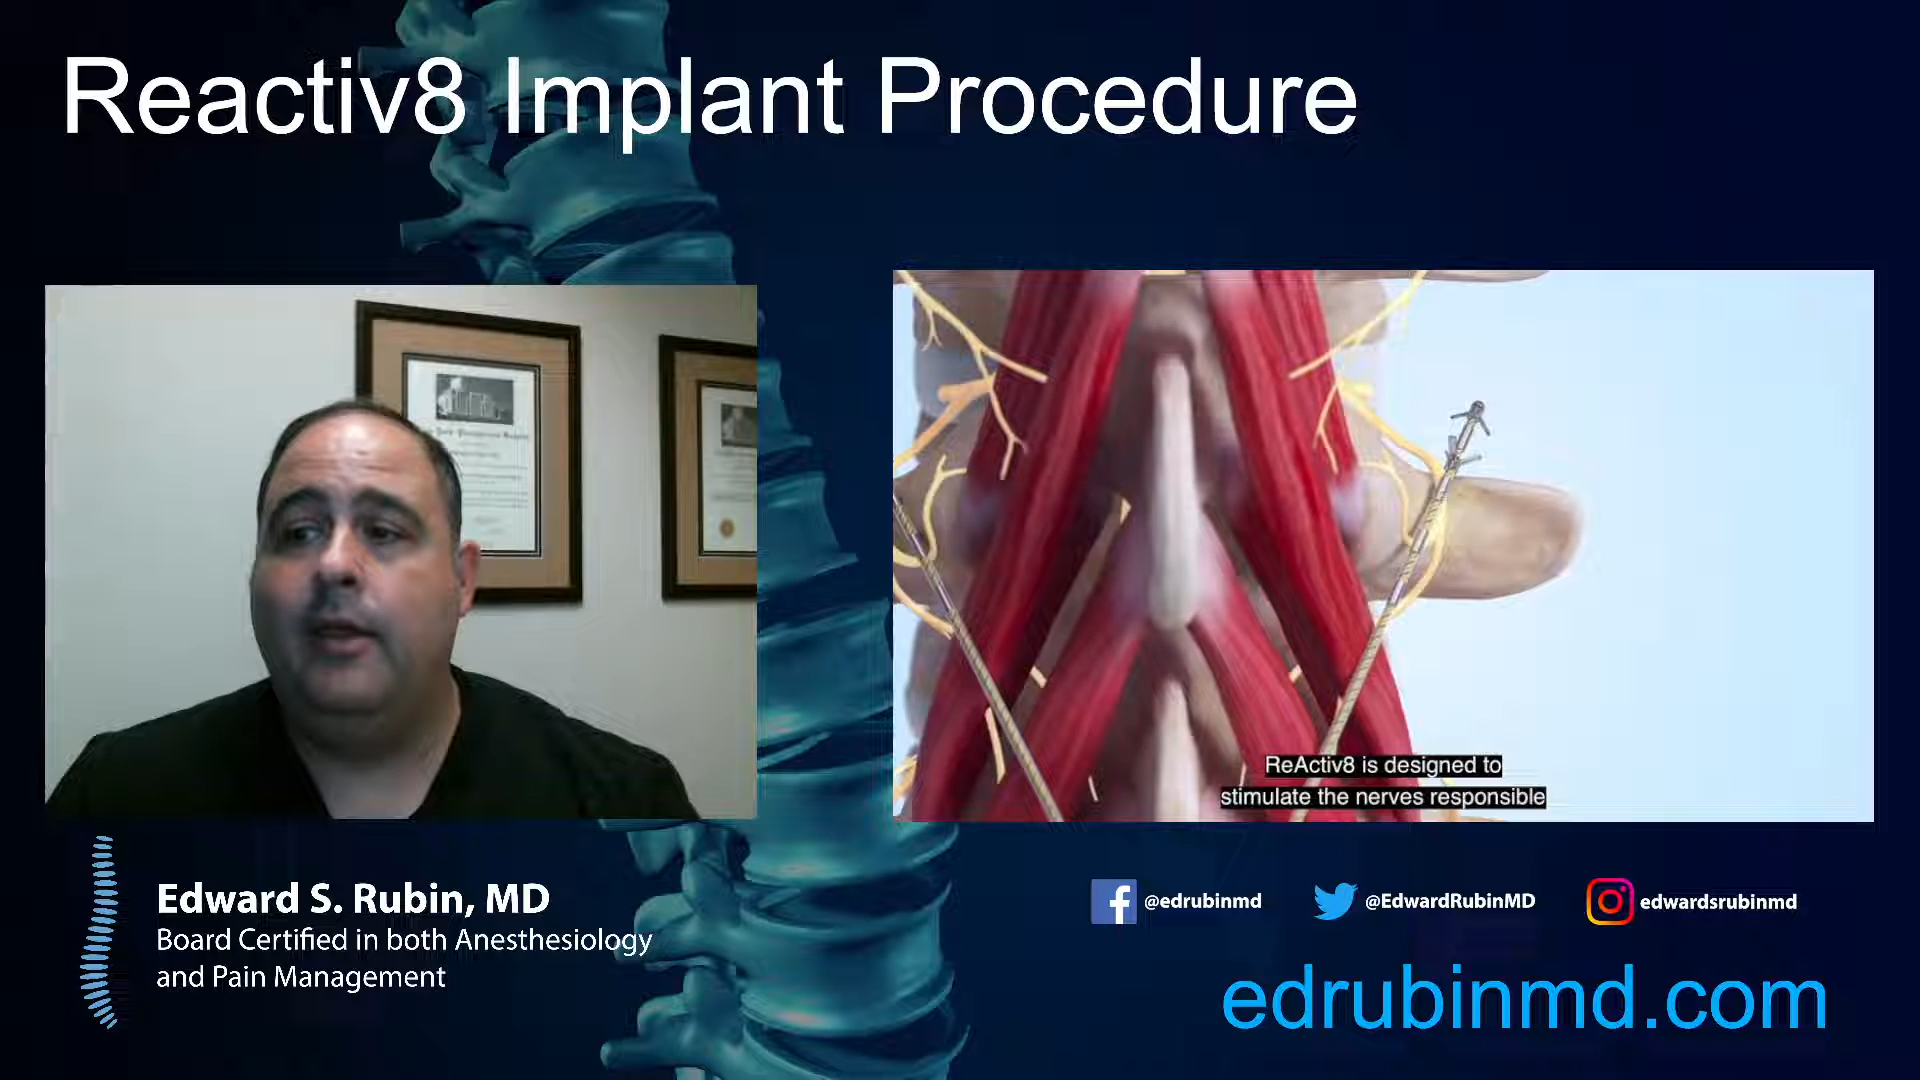 Reactiv8 Implant Procedure
ReActiv8 is designed to
stimulate the nerves responsible
Edward S. Rubin, MD
Board Certified in both Anesthesiology
and Pain Management
@edrubinmd
@EdwardRubinMD
edwardsrubinmd
edrubinmd.com